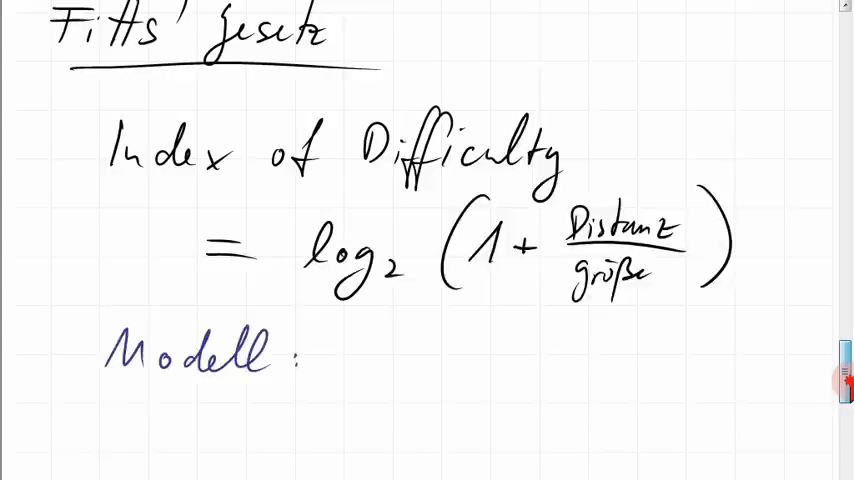 Fitts' Gesetz
Index of Difficulty
= log₂ (1 + Distanz/größe)
Modell: